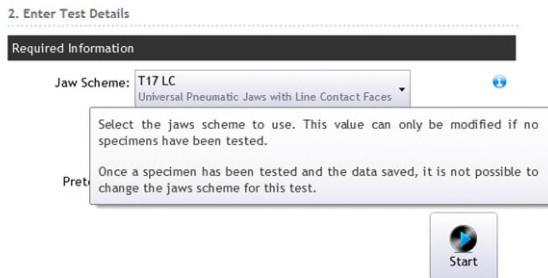 2. Enter Test Details
Required Information
Jaw Scheme: T17 LC
Universal Pneumatic Jaws with Line Contact Faces
Select the jaws scheme to use. This value can only be modified if no
specimens have been tested.
Once a specimen has been tested and the data saved, it is not possible to
change the jaws scheme for this test.
Start